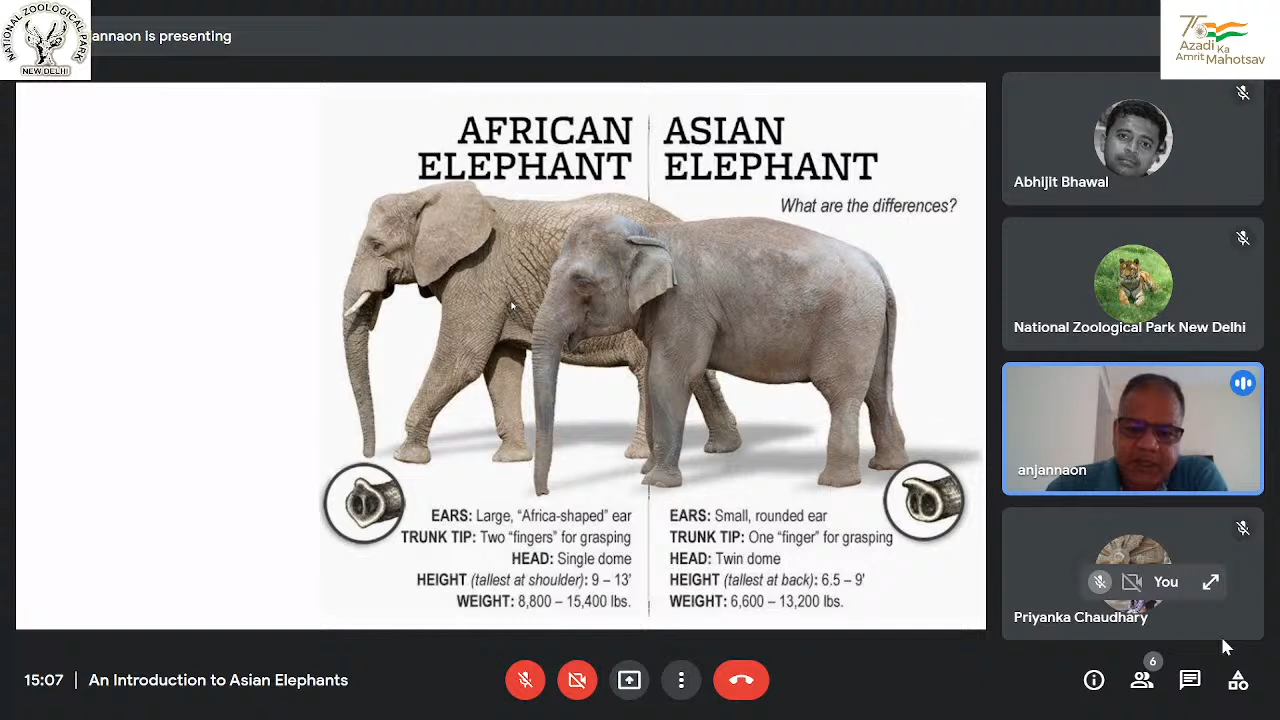 NATIONAL ZOOLOGICAL PARK
NEW DELHI
annaon is presenting
75
Azadi Ka
Amrit Mahotsav
AFRICAN
ELEPHANT
ASIAN
ELEPHANT
What are the differences?
EARS: Large, “Africa-shaped” ear
TRUNK TIP: Two “fingers” for grasping
HEAD: Single dome
HEIGHT (tallest at shoulder): 9 – 13'
WEIGHT: 8,800 – 15,400 lbs.
EARS: Small, rounded ear
TRUNK TIP: One “finger” for grasping
HEAD: Twin dome
HEIGHT (tallest at back): 6.5 – 9'
WEIGHT: 6,600 – 13,200 lbs.
Abhijit Bhawal
National Zoological Park New Delhi
anjannaon
You
Priyanka Chaudhary
15:07 | An Introduction to Asian Elephants
6